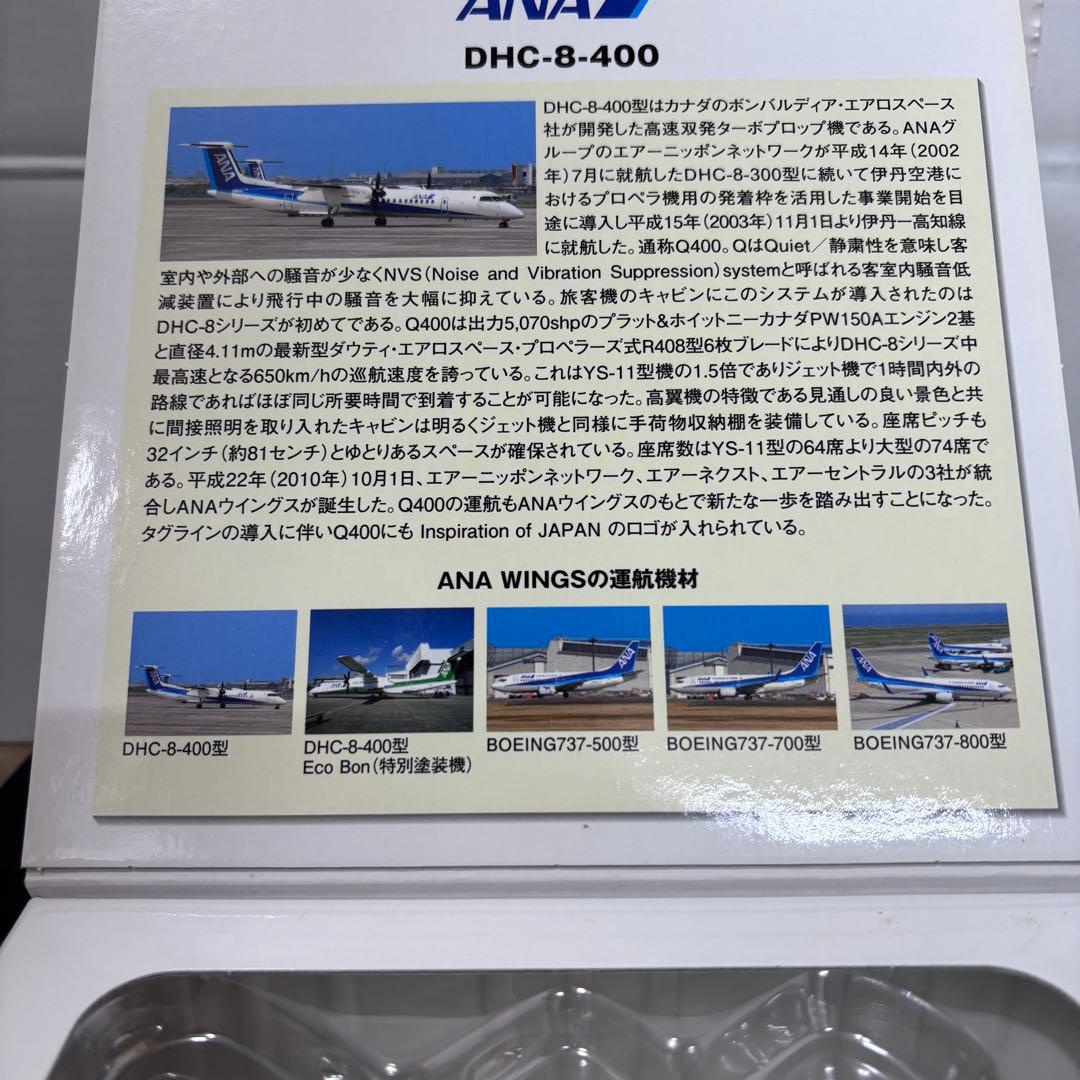 ANA
DHC-8-400
DHC-8-400型はカナダのボンバルディア・エアロスペース
社が開発した高速双発ターボプロップ機である。ANAグ
ループのエアーニッポンネットワークが平成14年(2002
年)7月に就航したDHC-8-300型に続いて伊丹空港に
おけるプロペラ機用の発着枠を活用した事業開始を目
途に導入し平成15年(2003年)11月1日より伊丹ー高知線
に就航した。通称Q400。QはQuiet／静粛性を意味し客
室内や外部への騒音が少なくNVS(Noise and Vibration Suppression)systemと呼ばれる客室内騒音低
減装置により飛行中の騒音を大幅に抑えている。旅客機のキャビンにこのシステムが導入されたのは
DHC-8シリーズが初めてである。Q400は出力5,070shpのプラット&ホイットニーカナダPW150Aエンジン2基
と直径4.11mの最新型ダウティ・エアロスペース・プロペラーズ式R408型6枚ブレードによりDHC-8シリーズ中
最高速となる650km/hの巡航速度を誇っている。これはYS-11型機の1.5倍でありジェット機で1時間内外の
路線であればほぼ同じ所要時間で到着することが可能になった。高翼機の特徴である見通しの良い景色と共
に間接照明を取り入れたキャビンは明るくジェット機と同様に手荷物収納棚を装備している。座席ピッチも
32インチ(約81センチ)とゆとりあるスペースが確保されている。座席数はYS-11型の64席より大型の74席で
ある。平成22年(2010年)10月1日、エアーニッポンネットワーク、エアーネクスト、エアーセントラルの3社が統
合しANAウイングスが誕生した。Q400の運航もANAウイングスのもとで新たな一歩を踏み出すことになった。
タグラインの導入に伴いQ400にも Inspiration of JAPAN のロゴが入れられている。
ANA WINGSの運航機材
DHC-8-400型
DHC-8-400型
Eco Bon(特別塗装機)
BOEING737-500型
BOEING737-700型
BOEING737-800型